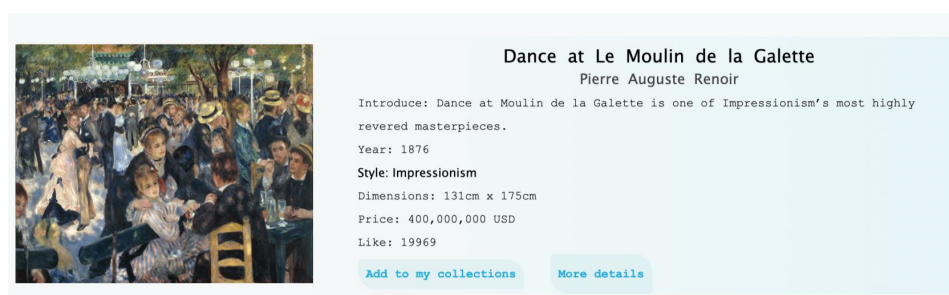 Dance at Le Moulin de la Galette
Pierre Auguste Renoir
Introduce: Dance at Moulin de la Galette is one of Impressionism’s most highly
revered masterpieces.
Year: 1876
Style: Impressionism
Dimensions: 131cm x 175cm
Price: 400,000,000 USD
Like: 19969
Add to my collections More details